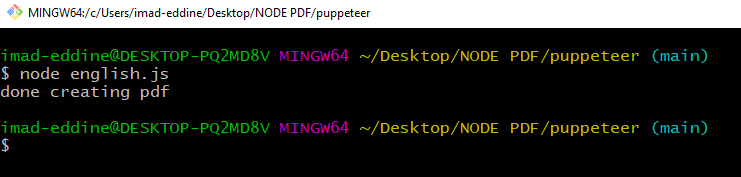 MINGW64:/c/Users/imad-eddine/Desktop/NODE PDF/puppeteer
imad-eddine@DESKTOP-PQ2MD8V MINGW64 ~/Desktop/NODE PDF/puppeteer (main)
$ node english.js
done creating pdf
imad-eddine@DESKTOP-PQ2MD8V MINGW64 ~/Desktop/NODE PDF/puppeteer (main)
$